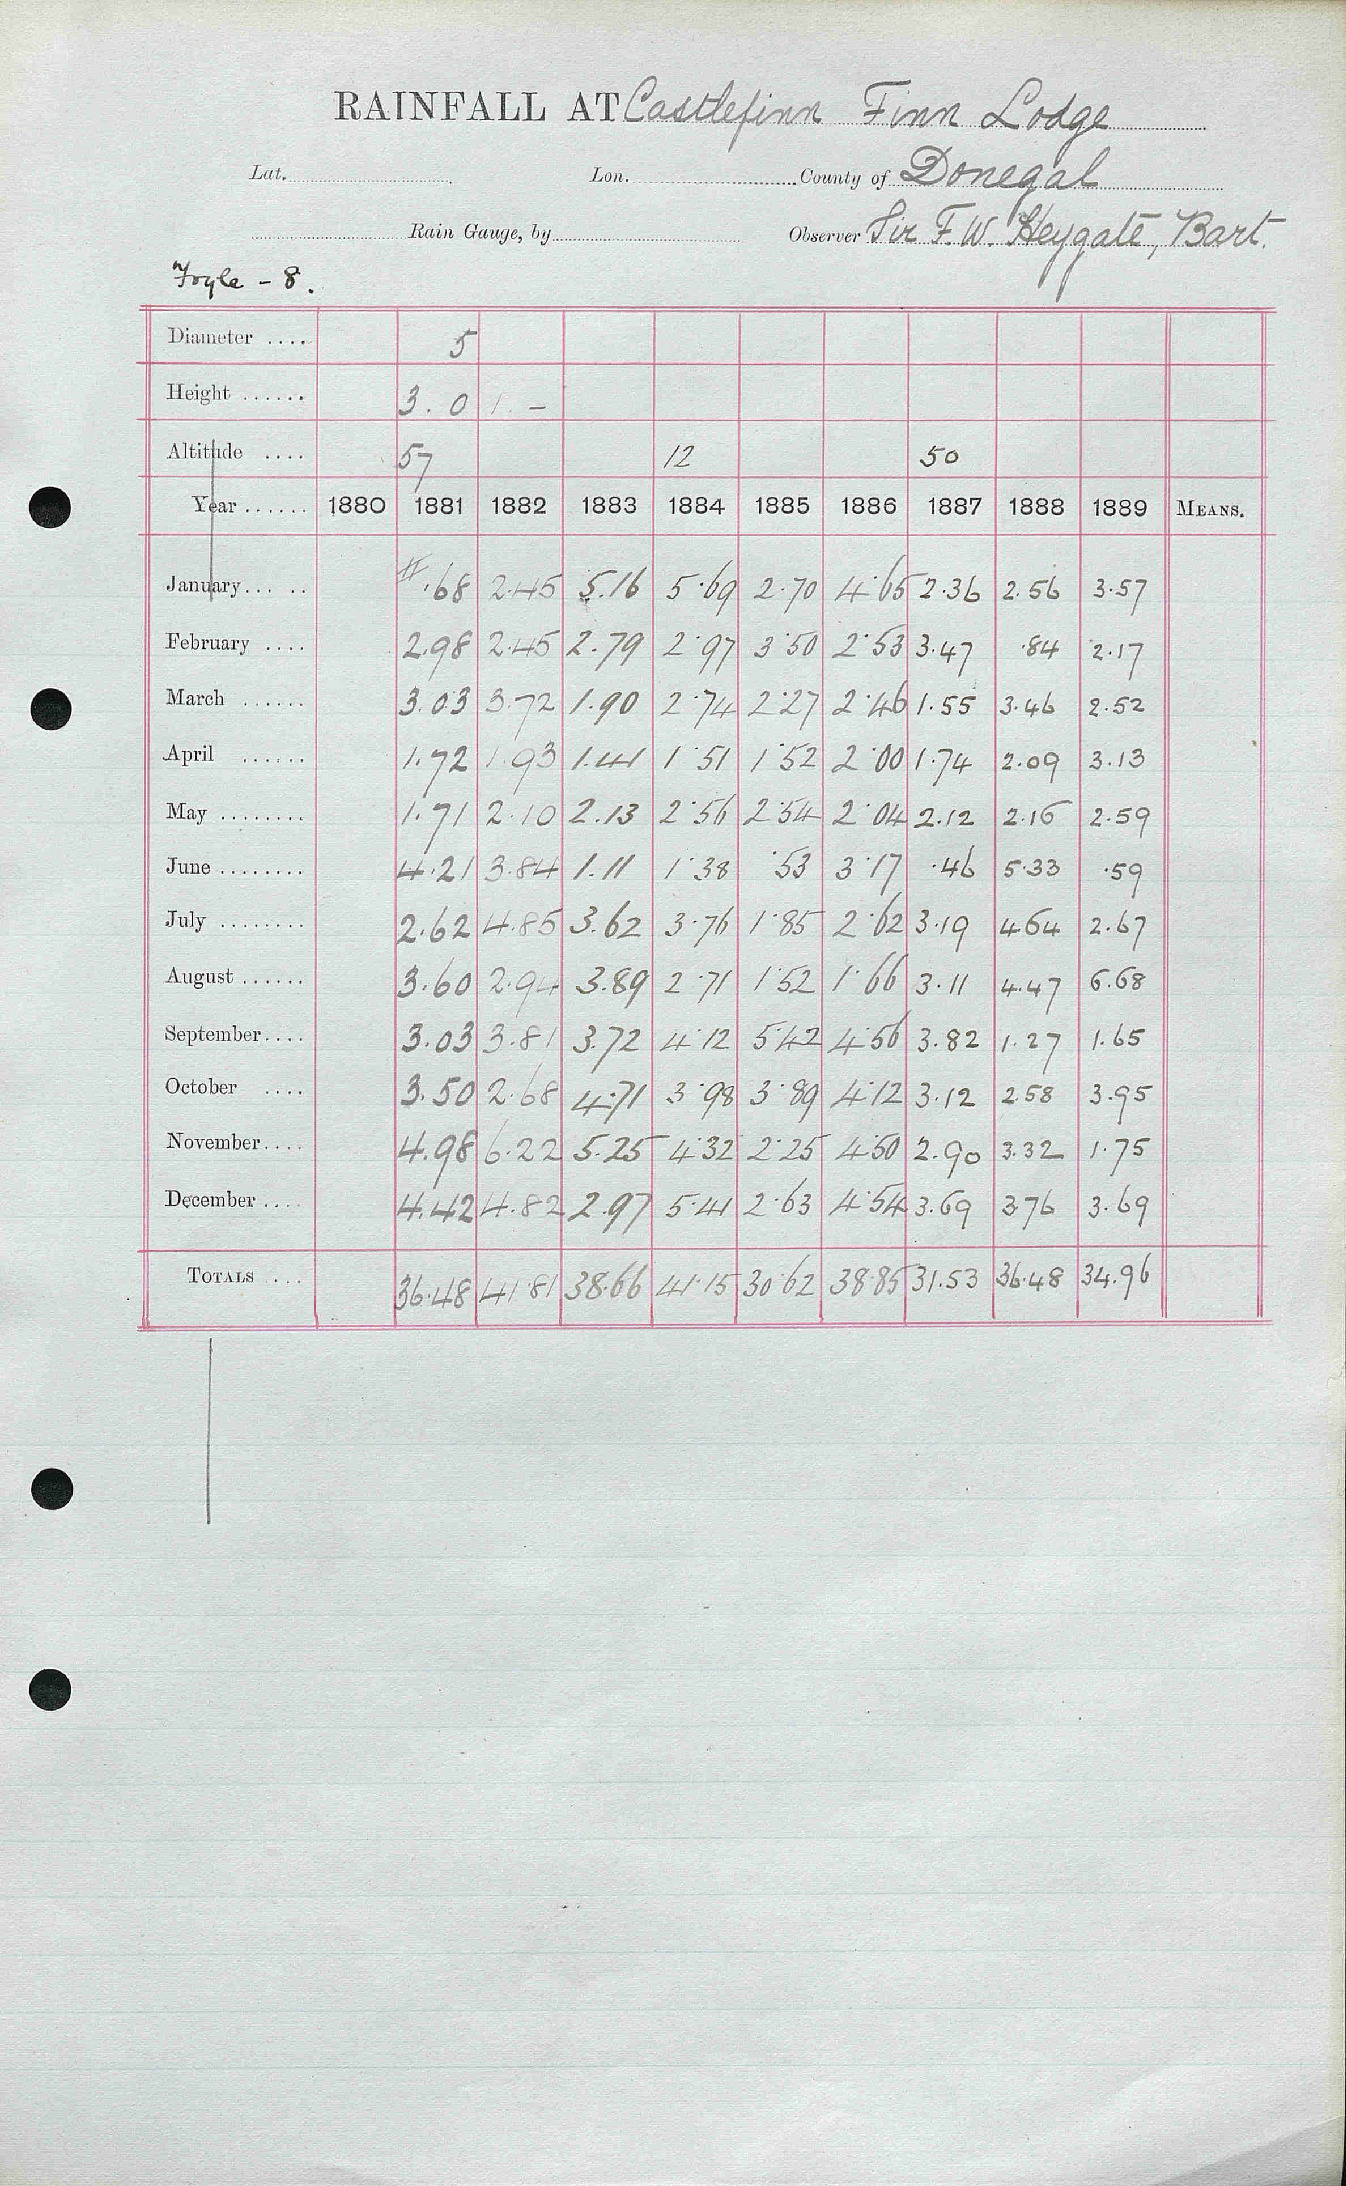 RAINFALL AT Castlefinn Finn Lodge
Lat. Lon. County of Donegal
Rain Gauge, by Observer Sir F. W. Heygate, Bart.
Foyle - 8.
Diameter .... 5
Height ...... 3.0 1. -
Altitude .... 57 12 50
Year ...... 1880 1881 1882 1883 1884 1885 1886 1887 1888 1889 MEANS.
January... .. #.68 2.45 5.16 5.69 2.70 4.65 2.36 2.56 3.57
February .... 2.98 2.45 2.79 2.97 3.50 2.53 3.47 .84 2.17
March ...... 3.03 3.72 1.90 2.74 2.27 2.46 1.55 3.46 2.52
April ...... 1.72 1.93 1.41 1.51 1.52 2.00 1.74 2.09 3.13
May ........ 1.71 2.10 2.13 2.56 2.54 2.04 2.12 2.16 2.59
June ........ 4.21 3.84 1.11 1.38 .53 3.17 .46 5.33 .59
July ........ 2.62 4.85 3.62 3.76 1.85 2.62 3.19 4.64 2.67
August ...... 3.60 2.94 3.89 2.71 1.52 1.66 3.11 4.47 6.68
September.... 3.03 3.81 3.72 4.12 5.42 4.56 3.82 1.27 1.65
October .... 3.50 2.68 4.71 3.98 3.89 4.12 3.12 2.58 3.95
November.... 4.98 6.22 5.25 4.32 2.25 4.50 2.90 3.32 1.75
December .... 4.42 4.82 2.97 5.41 2.63 4.54 3.69 3.76 3.69
TOTALS ... 36.48 41.81 38.66 41.15 30.62 38.85 31.53 36.48 34.96